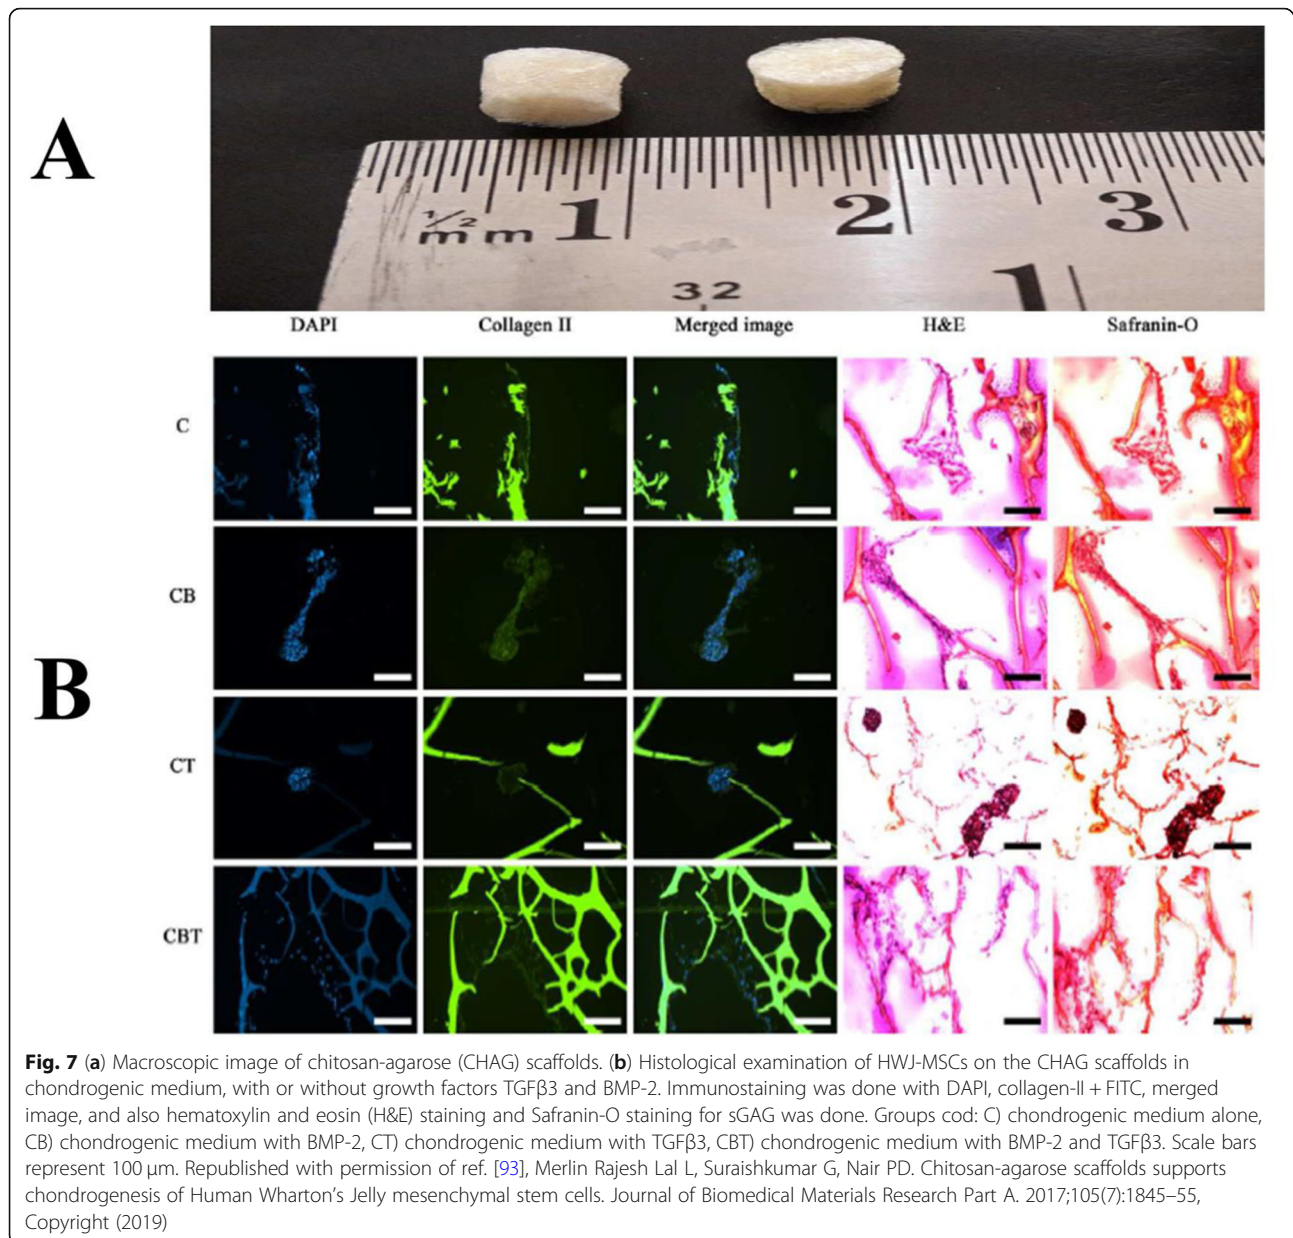 A
1/2
mm
1
2
3
32
1
DAPI Collagen II Merged image H&E Safranin-O
C
CB
B
CT
CBT
Fig. 7 (a) Macroscopic image of chitosan-agarose (CHAG) scaffolds. (b) Histological examination of HWJ-MSCs on the CHAG scaffolds in
chondrogenic medium, with or without growth factors TGFβ3 and BMP-2. Immunostaining was done with DAPI, collagen-II + FITC, merged
image, and also hematoxylin and eosin (H&E) staining and Safranin-O staining for sGAG was done. Groups cod: C) chondrogenic medium alone,
CB) chondrogenic medium with BMP-2, CT) chondrogenic medium with TGFβ3, CBT) chondrogenic medium with BMP-2 and TGFβ3. Scale bars
represent 100 μm. Republished with permission of ref. [93], Merlin Rajesh Lal L, Suraishkumar G, Nair PD. Chitosan-agarose scaffolds supports
chondrogenesis of Human Wharton's Jelly mesenchymal stem cells. Journal of Biomedical Materials Research Part A. 2017;105(7):1845–55,
Copyright (2019)